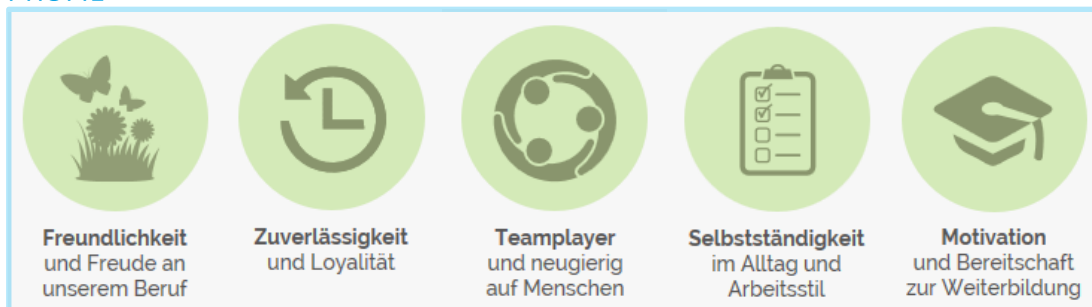 Freundlichkeit
und Freude an
unserem Beruf
Zuverlässigkeit
und Loyalität
Teamplayer
und neugierig
auf Menschen
Selbstständigkeit
im Alltag und
Arbeitsstil
Motivation
und Bereitschaft
zur Weiterbildung